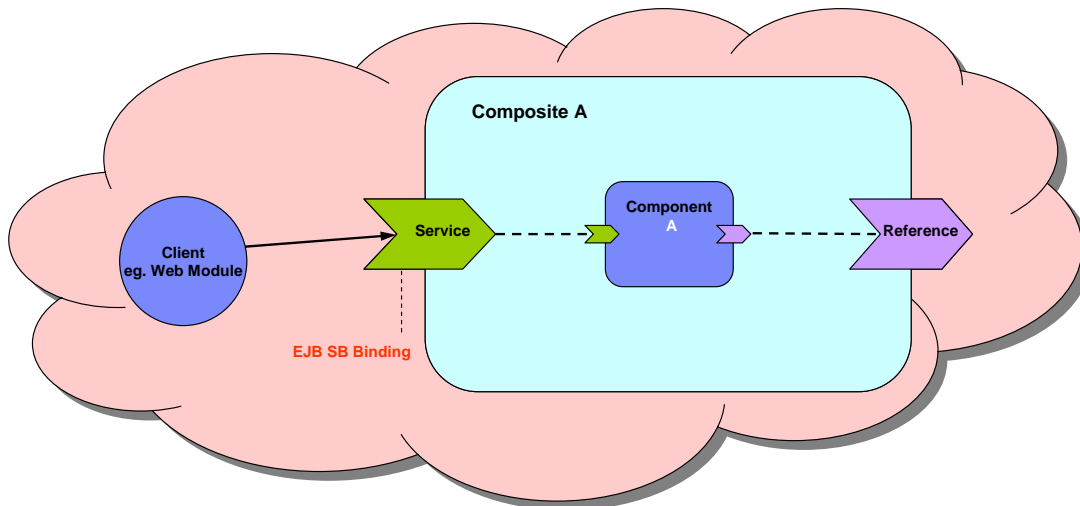 Composite A
Client
eg. Web Module
Service
Component
A
Reference
EJB SB Binding